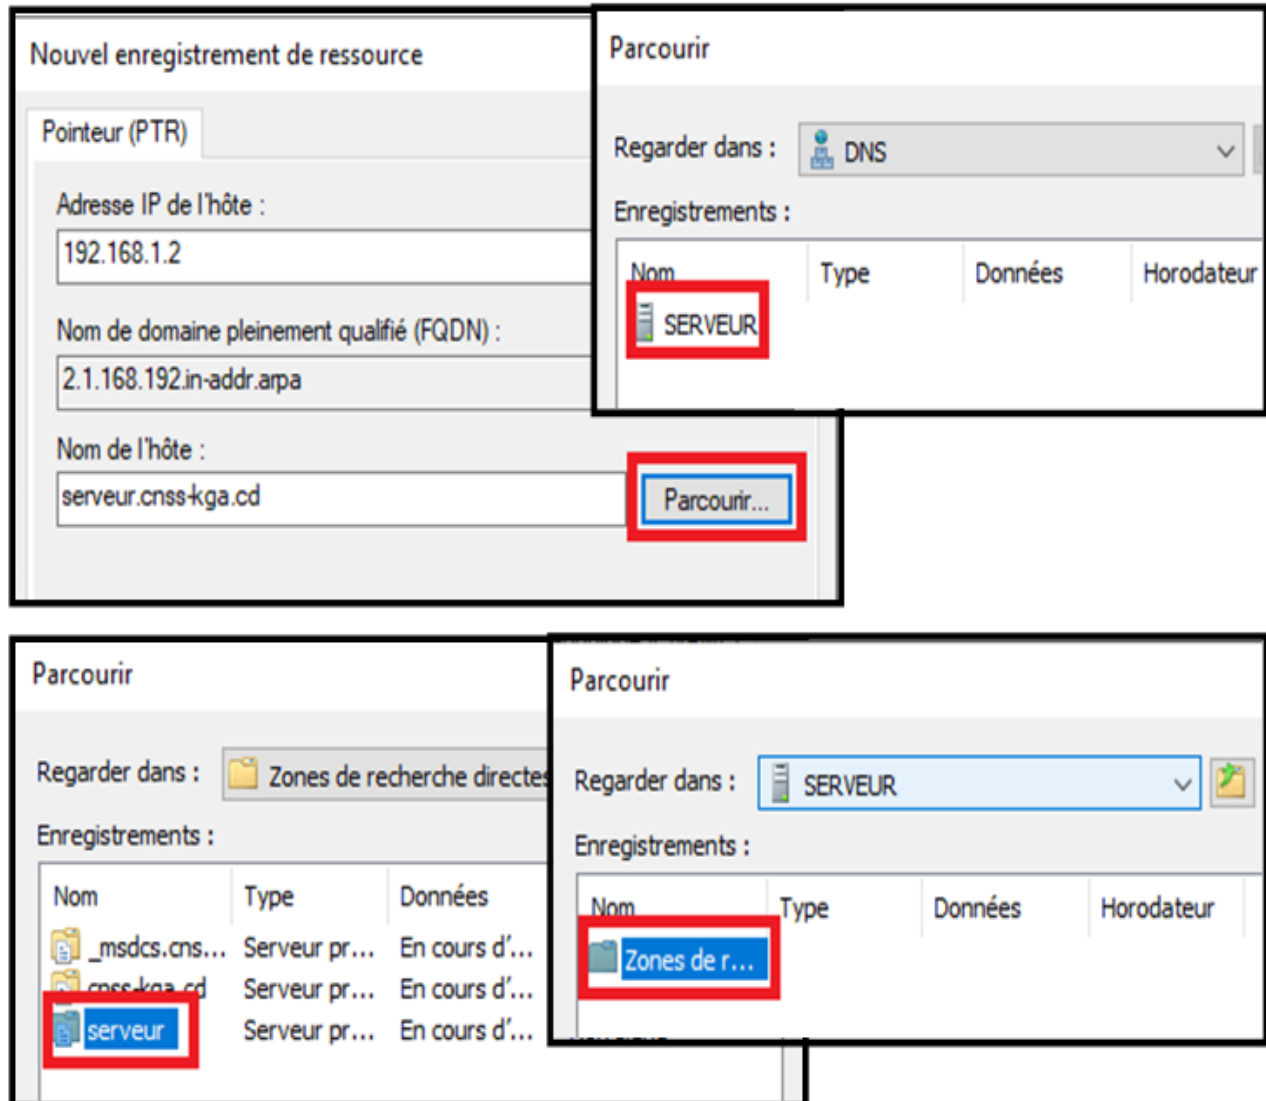 Nouvel enregistrement de ressource
Pointeur (PTR)
Adresse IP de l'hôte :
192.168.1.2
Nom de domaine pleinement qualifié (FQDN) :
2.1.168.192.in-addr.arpa
Nom de l'hôte :
serveur.cnss-kga.cd
Parcourir...
Parcourir
Regarder dans : DNS
Enregistrements :
Nom Type Données Horodateur
SERVEUR
Parcourir
Regarder dans : Zones de recherche directes
Enregistrements :
Nom Type Données
_msdcs.cns... Serveur pr... En cours d'...
cnss-kga.cd Serveur pr... En cours d'...
serveur Serveur pr... En cours d'...
Parcourir
Regarder dans : SERVEUR
Enregistrements :
Nom Type Données Horodateur
Zones de r...